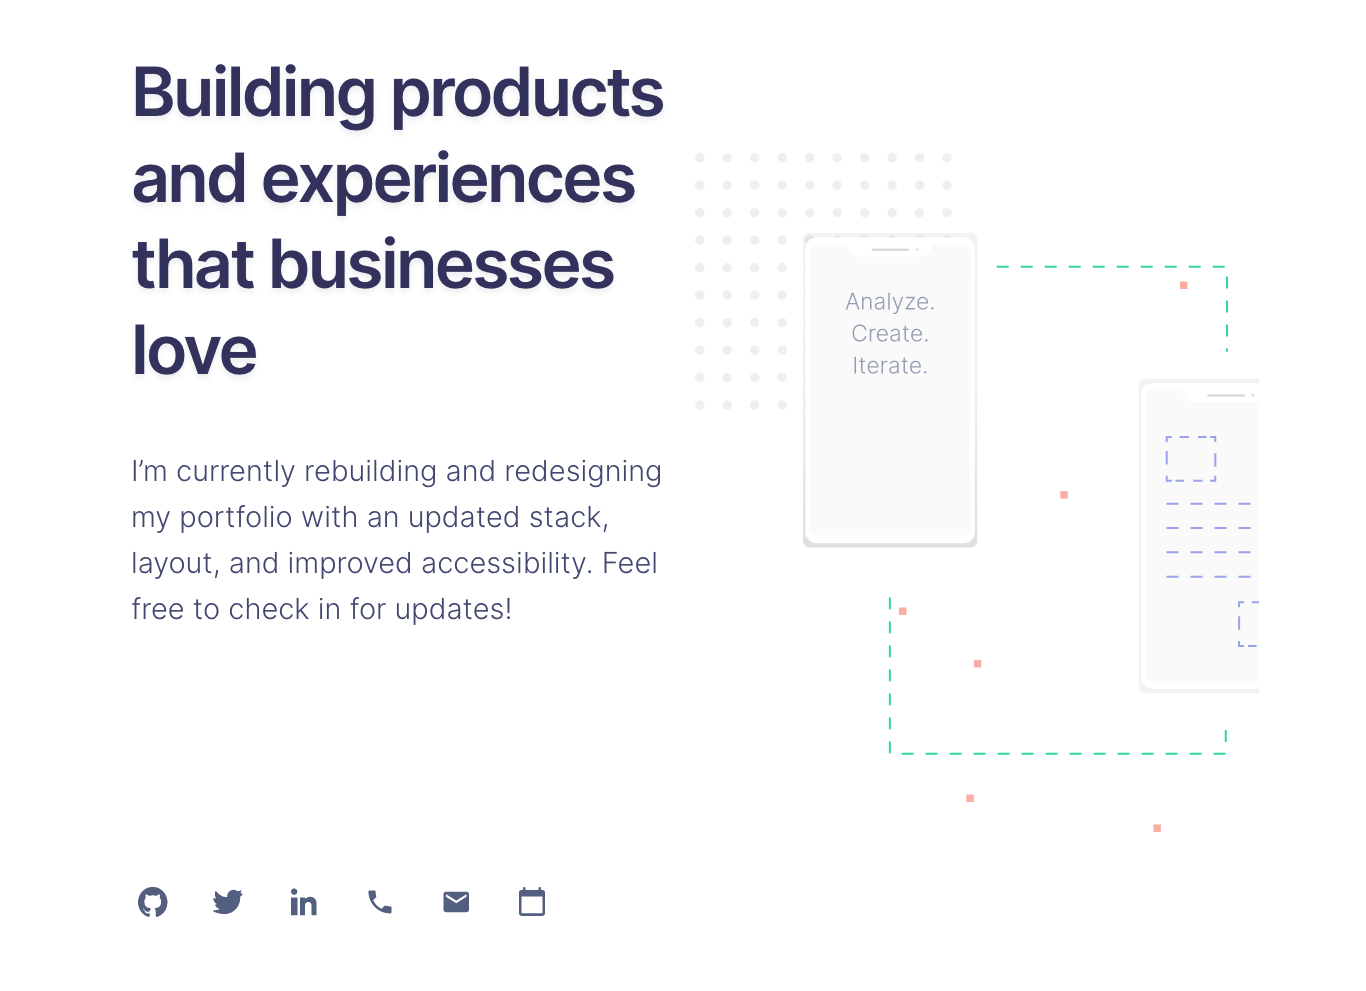 Building products
and experiences
that businesses
love
I’m currently rebuilding and redesigning
my portfolio with an updated stack,
layout, and improved accessibility. Feel
free to check in for updates!
Analyze.
Create.
Iterate.